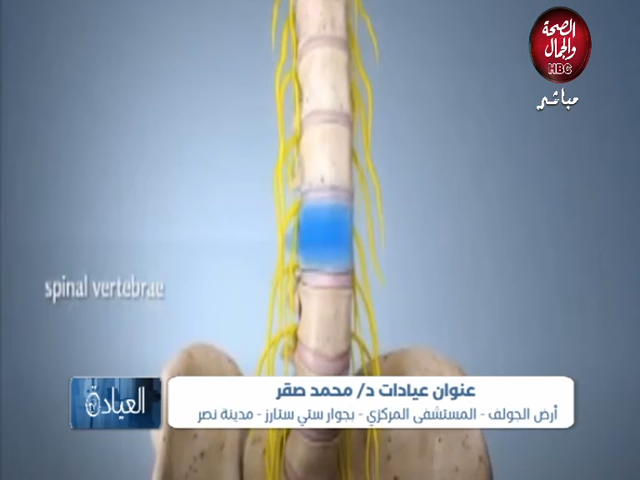 الصحة
والجمال
HBC
مباشر
spinal vertebrae
العيادة
عنوان عيادات د/ محمد صقر
أرض الجولف - المستشفى المركزي - بجوار ستي ستارز - مدينة نصر